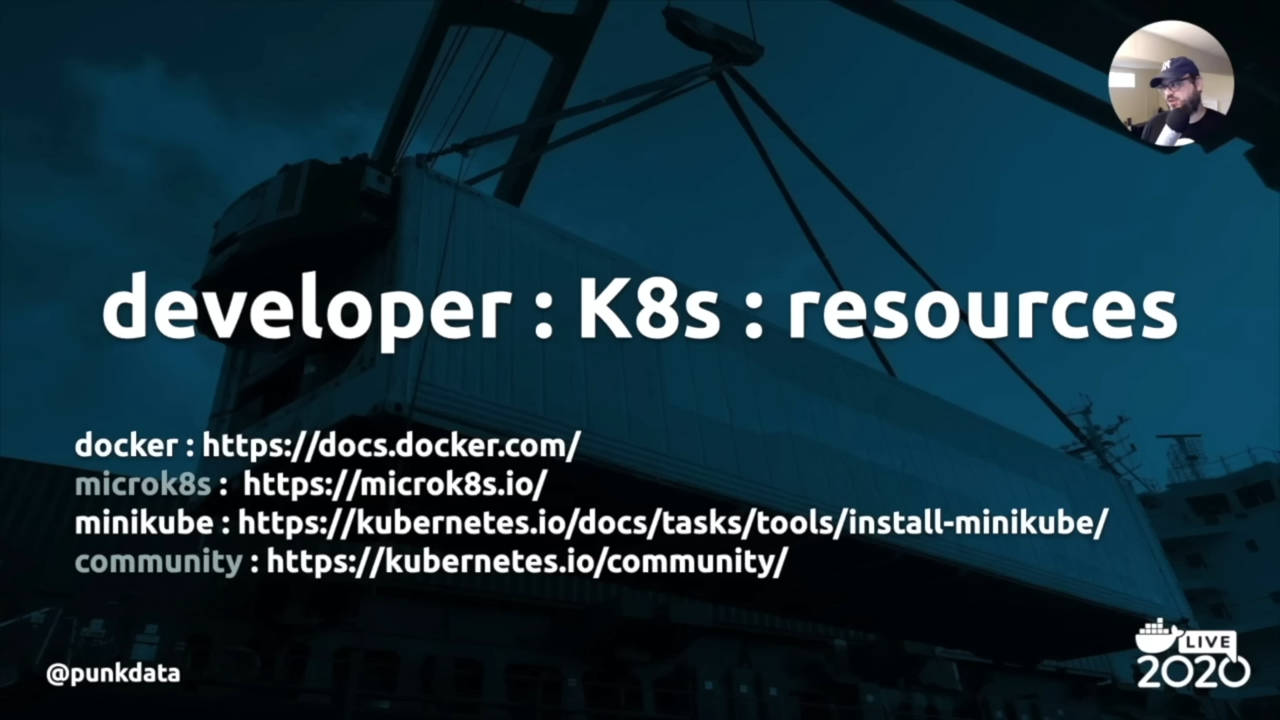 developer : K8s : resources
docker : https://docs.docker.com/
microk8s : https://microk8s.io/
minikube : https://kubernetes.io/docs/tasks/tools/install-minikube/
community : https://kubernetes.io/community/
@punkdata
LIVE
2020